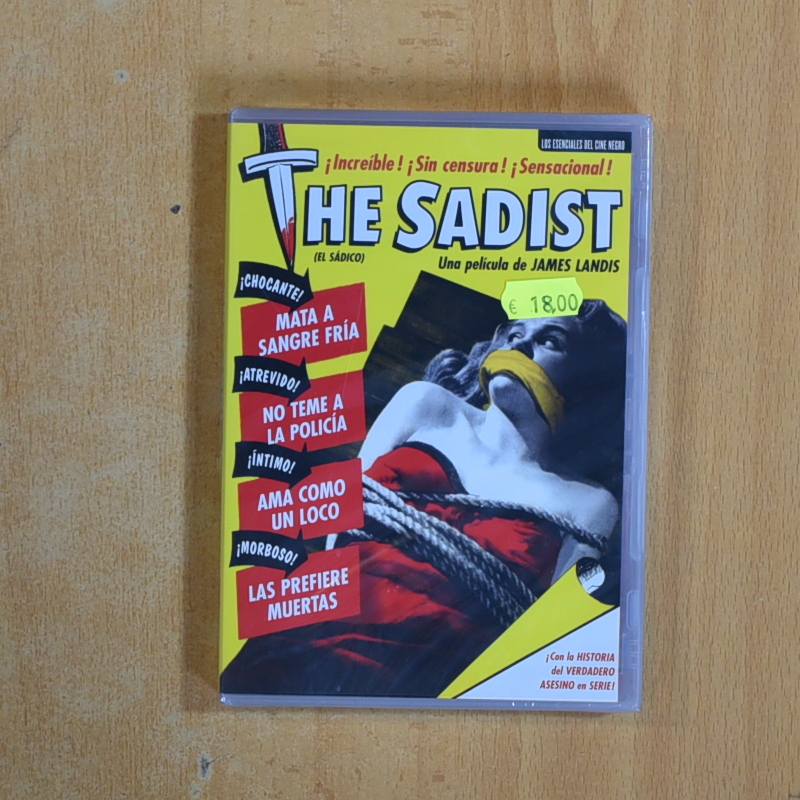 LOS ESENCIALES DEL CINE NEGRO
¡Increíble! ¡Sin censura! ¡Sensacional!
THE SADIST
(EL SÁDICO)
Una película de JAMES LANDIS
€ 18,00
¡CHOCANTE!
MATA A
SANGRE FRÍA
¡ATREVIDO!
NO TEME A
LA POLICÍA
¡ÍNTIMO!
AMA COMO
UN LOCO
¡MORBOSO!
LAS PREFIERE
MUERTAS
¡Con la HISTORIA
del VERDADERO
ASESINO en SERIE!